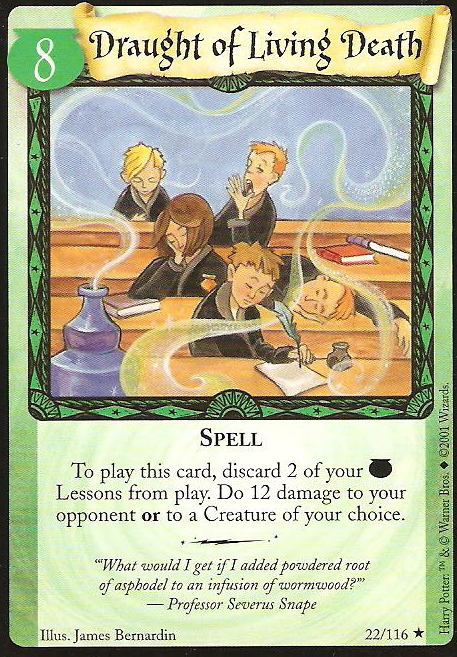 8
Draught of Living Death
SPELL
To play this card, discard 2 of your
Lessons from play. Do 12 damage to your
opponent or to a Creature of your choice.
“‘What would I get if I added powdered root
of asphodel to an infusion of wormwood?’”
— Professor Severus Snape
Illus. James Bernardin
22/116 ★
Harry Potter: ™ & © Warner Bros. ◆ ©2001 Wizards.